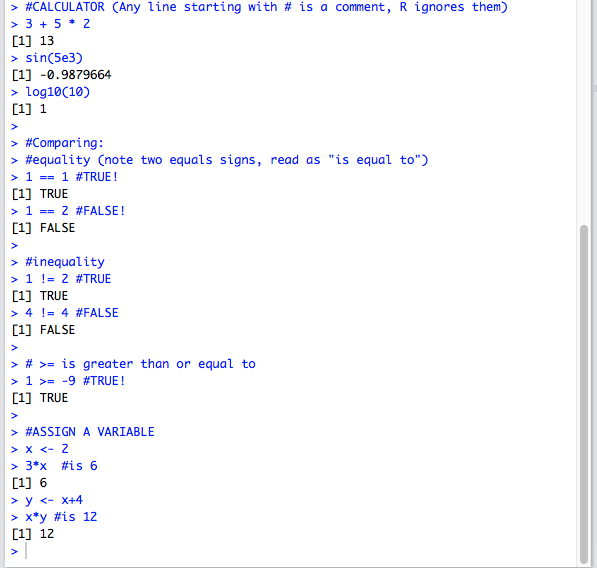 > #CALCULATOR (Any line starting with # is a comment, R ignores them)
> 3 + 5 * 2
[1] 13
> sin(5e3)
[1] -0.9879664
> log10(10)
[1] 1
>
> #Comparing:
> #equality (note two equals signs, read as "is equal to")
> 1 == 1 #TRUE!
[1] TRUE
> 1 == 2 #FALSE!
[1] FALSE
>
> #inequality
> 1 != 2 #TRUE
[1] TRUE
> 4 != 4 #FALSE
[1] FALSE
>
> # >= is greater than or equal to
> 1 >= -9 #TRUE!
[1] TRUE
>
> #ASSIGN A VARIABLE
> x <- 2
> 3*x  #is 6
[1] 6
> y <- x+4
> x*y #is 12
[1] 12
>